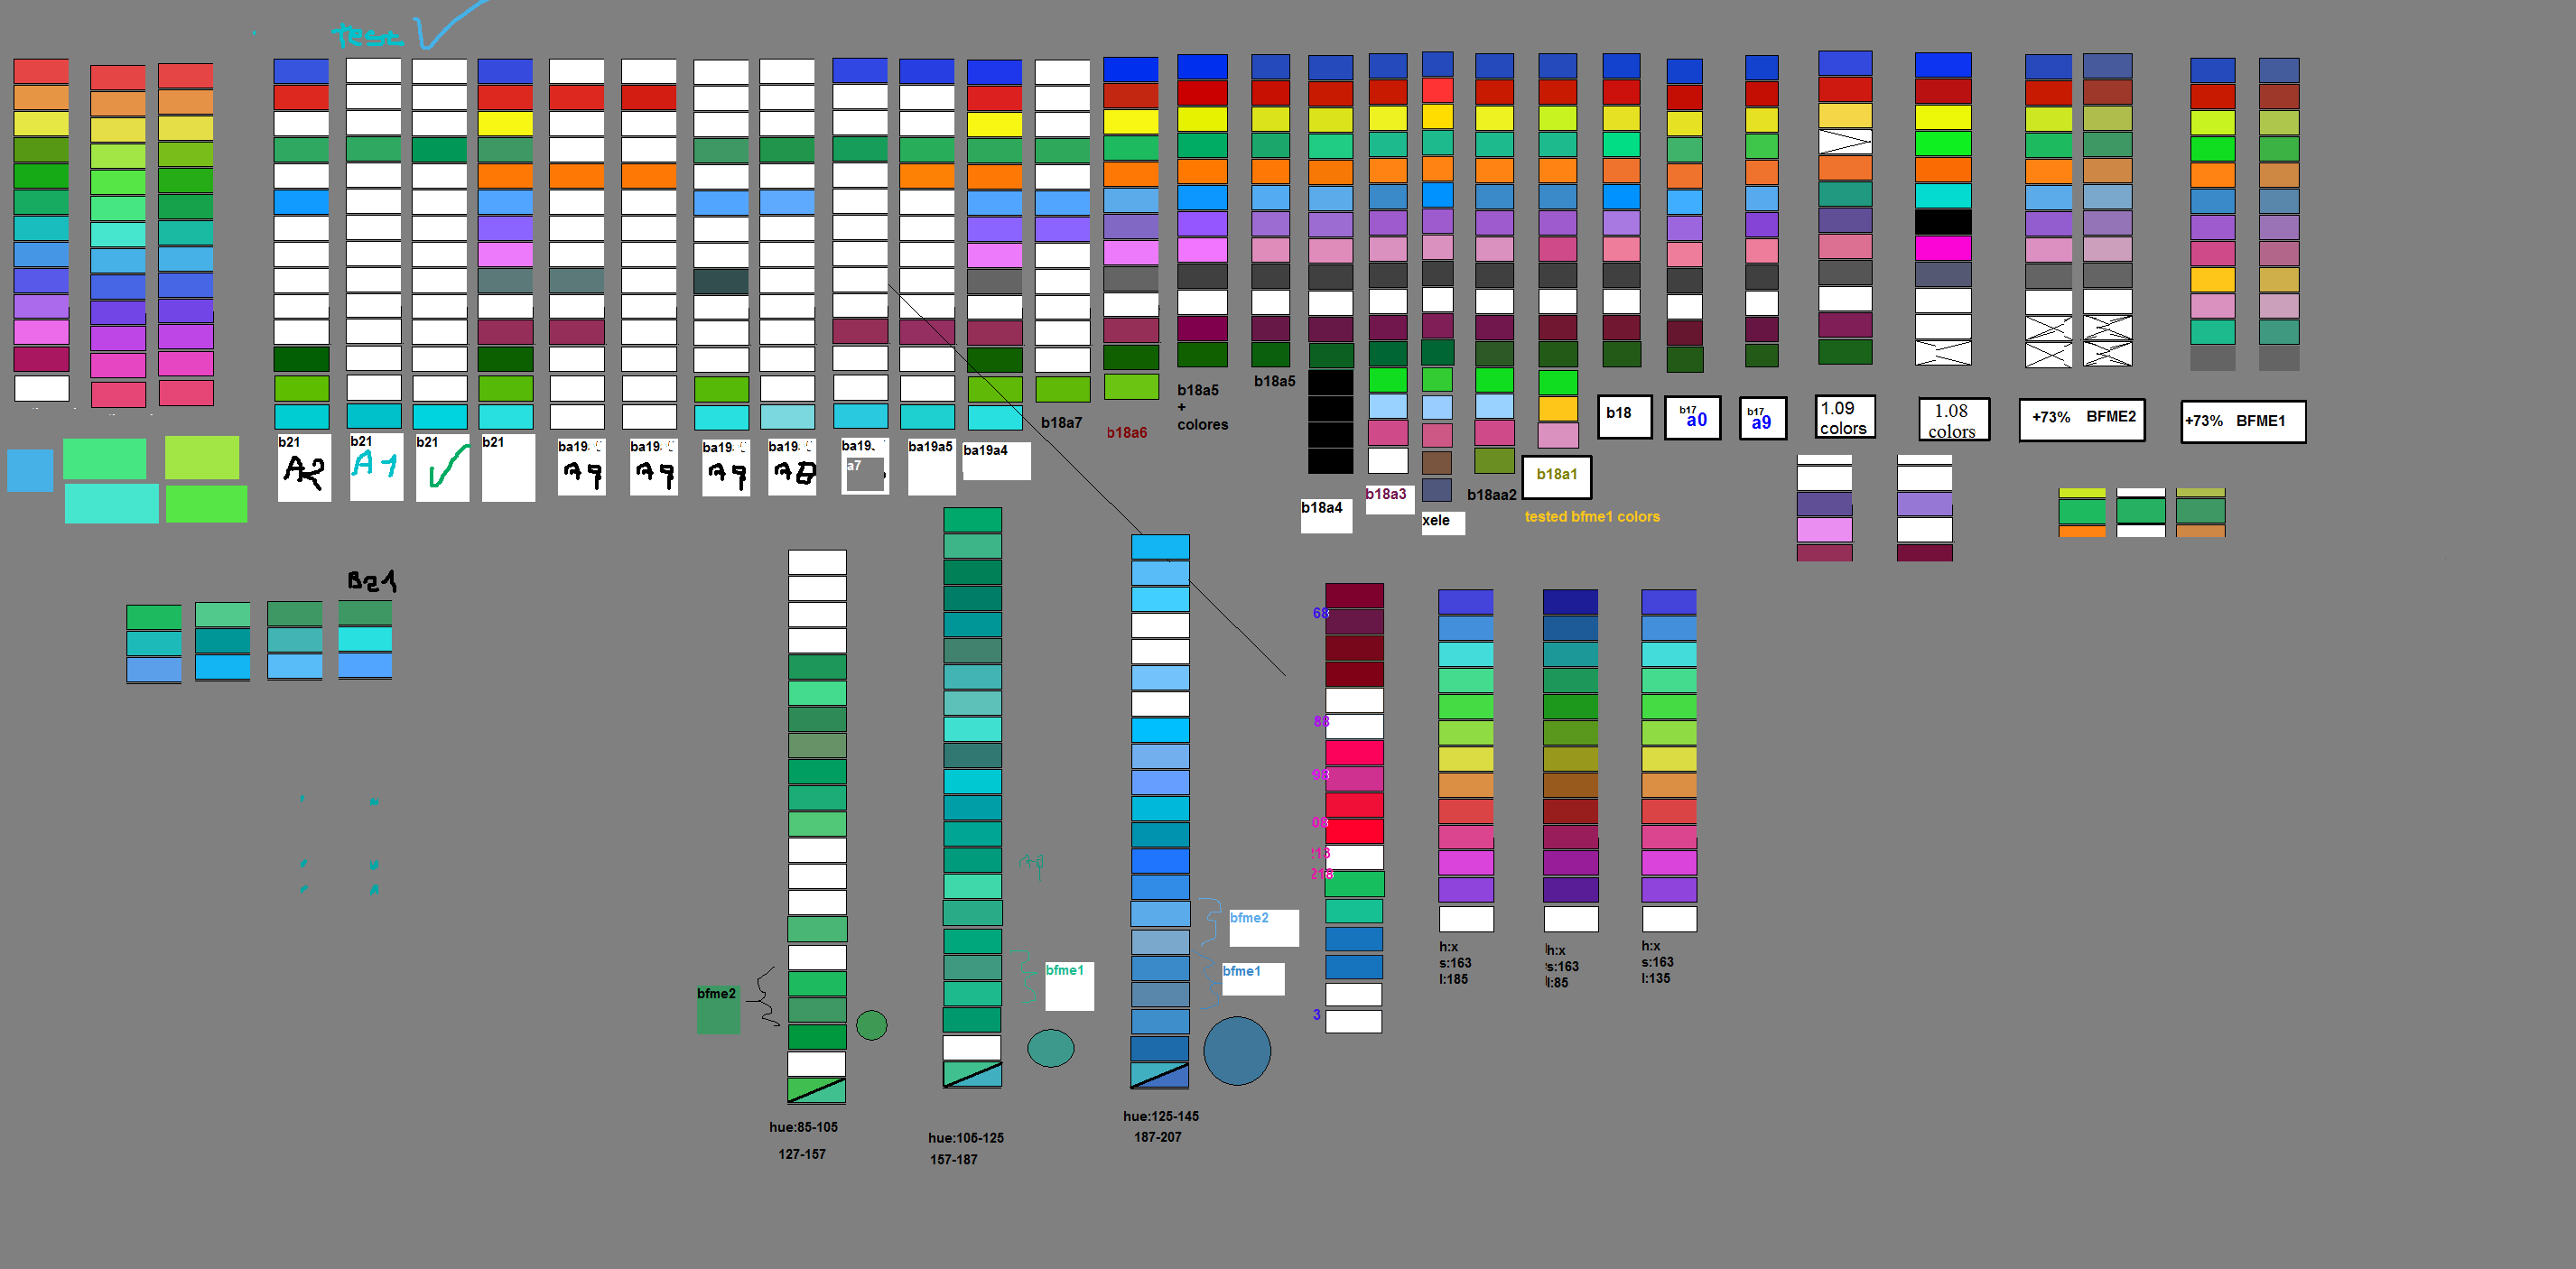 test
b21
A2
b21
A1
b21
b21
ba19
a9
ba19
a9
ba19
a9
ba19
a8
ba19
a7
ba19a5
ba19a4
b18a7
b18a6
b18a5
+
colores
b18a5
b18a4
b18a3
xele
b18aa2
b18a1
tested bfme1 colors
b18
b17
a0
b17
a9
1.09
colors
1.08
colors
+73% BFME2
+73% BFME1
B21
68
88
98
08
218
3
bfme2
bfme1
bfme2
bfme1
h:x
s:163
l:185
h:x
s:163
l:85
h:x
s:163
l:135
hue:85-105
127-157
hue:105-125
157-187
hue:125-145
187-207